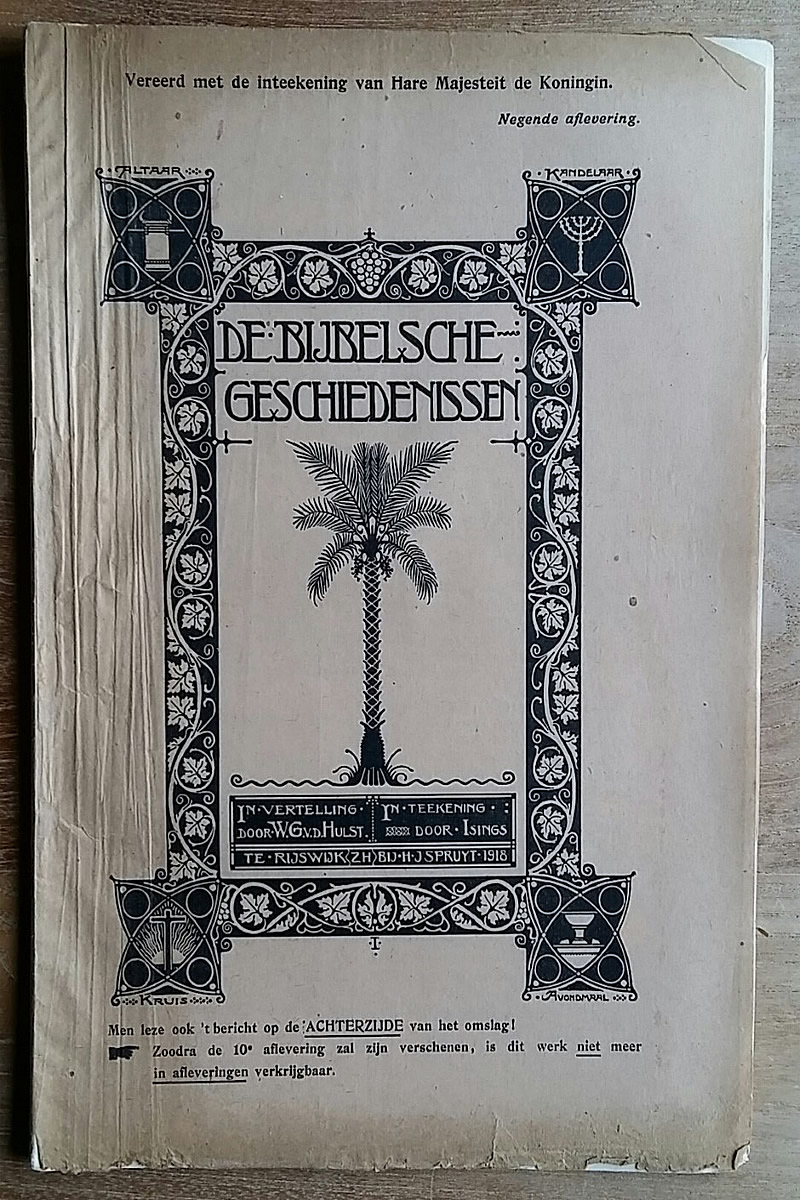 Vereerd met de inteekening van Hare Majesteit de Koningin.
Negende aflevering.
ALTAAR
KANDELAAR
DE BIJBELSCHE
GESCHIEDENISSEN
IN · VERTELLING ·
DOOR · W.G.v.d.HULST.
IN · TEEKENING ·
DOOR · ISINGS
TE · RIJSWIJK (ZH) BIJ · H · J SPRUYT · 1918
KRUIS
AVONDMAAL
Men leze ook 't bericht op de ACHTERZIJDE van het omslag!
Zoodra de 10e aflevering zal zijn verschenen, is dit werk niet meer
in afleveringen verkrijgbaar.